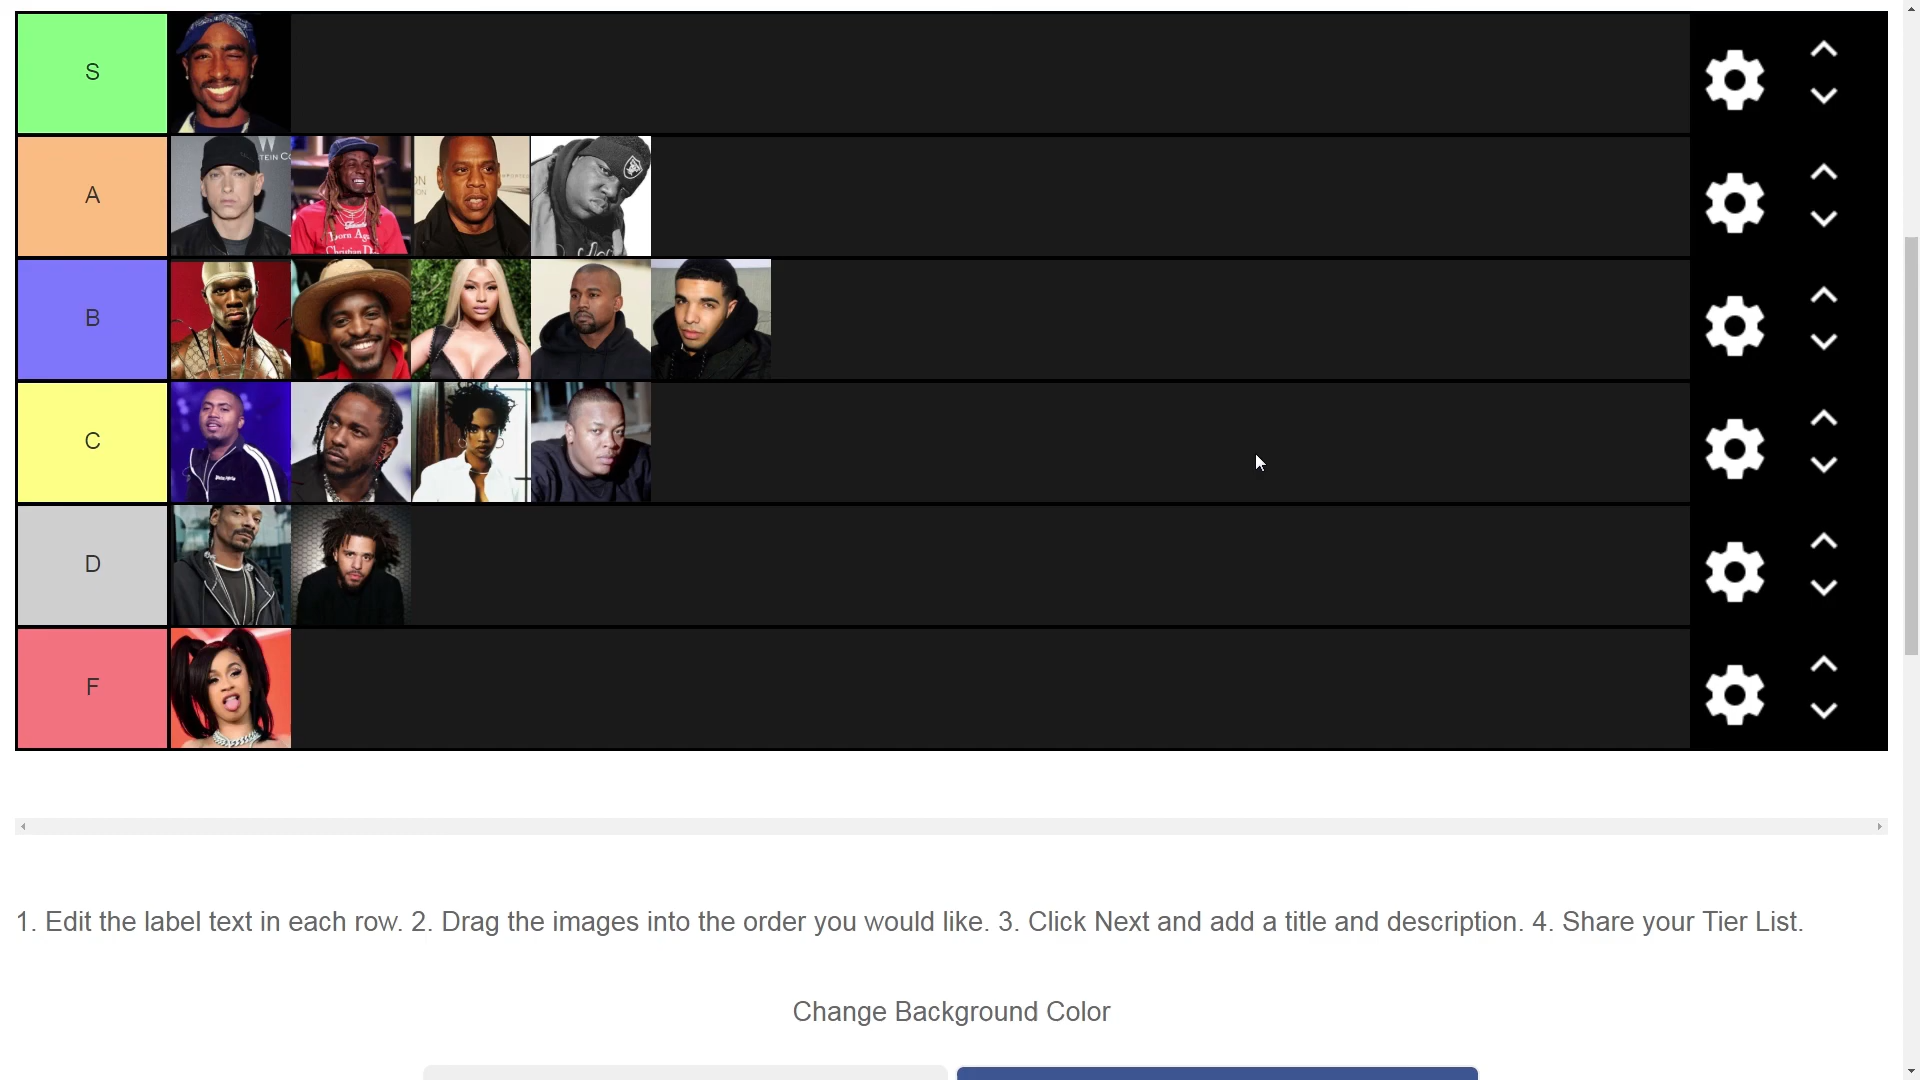 S
A
B
C
D
F
1. Edit the label text in each row. 2. Drag the images into the order you would like. 3. Click Next and add a title and description. 4. Share your Tier List.
Change Background Color